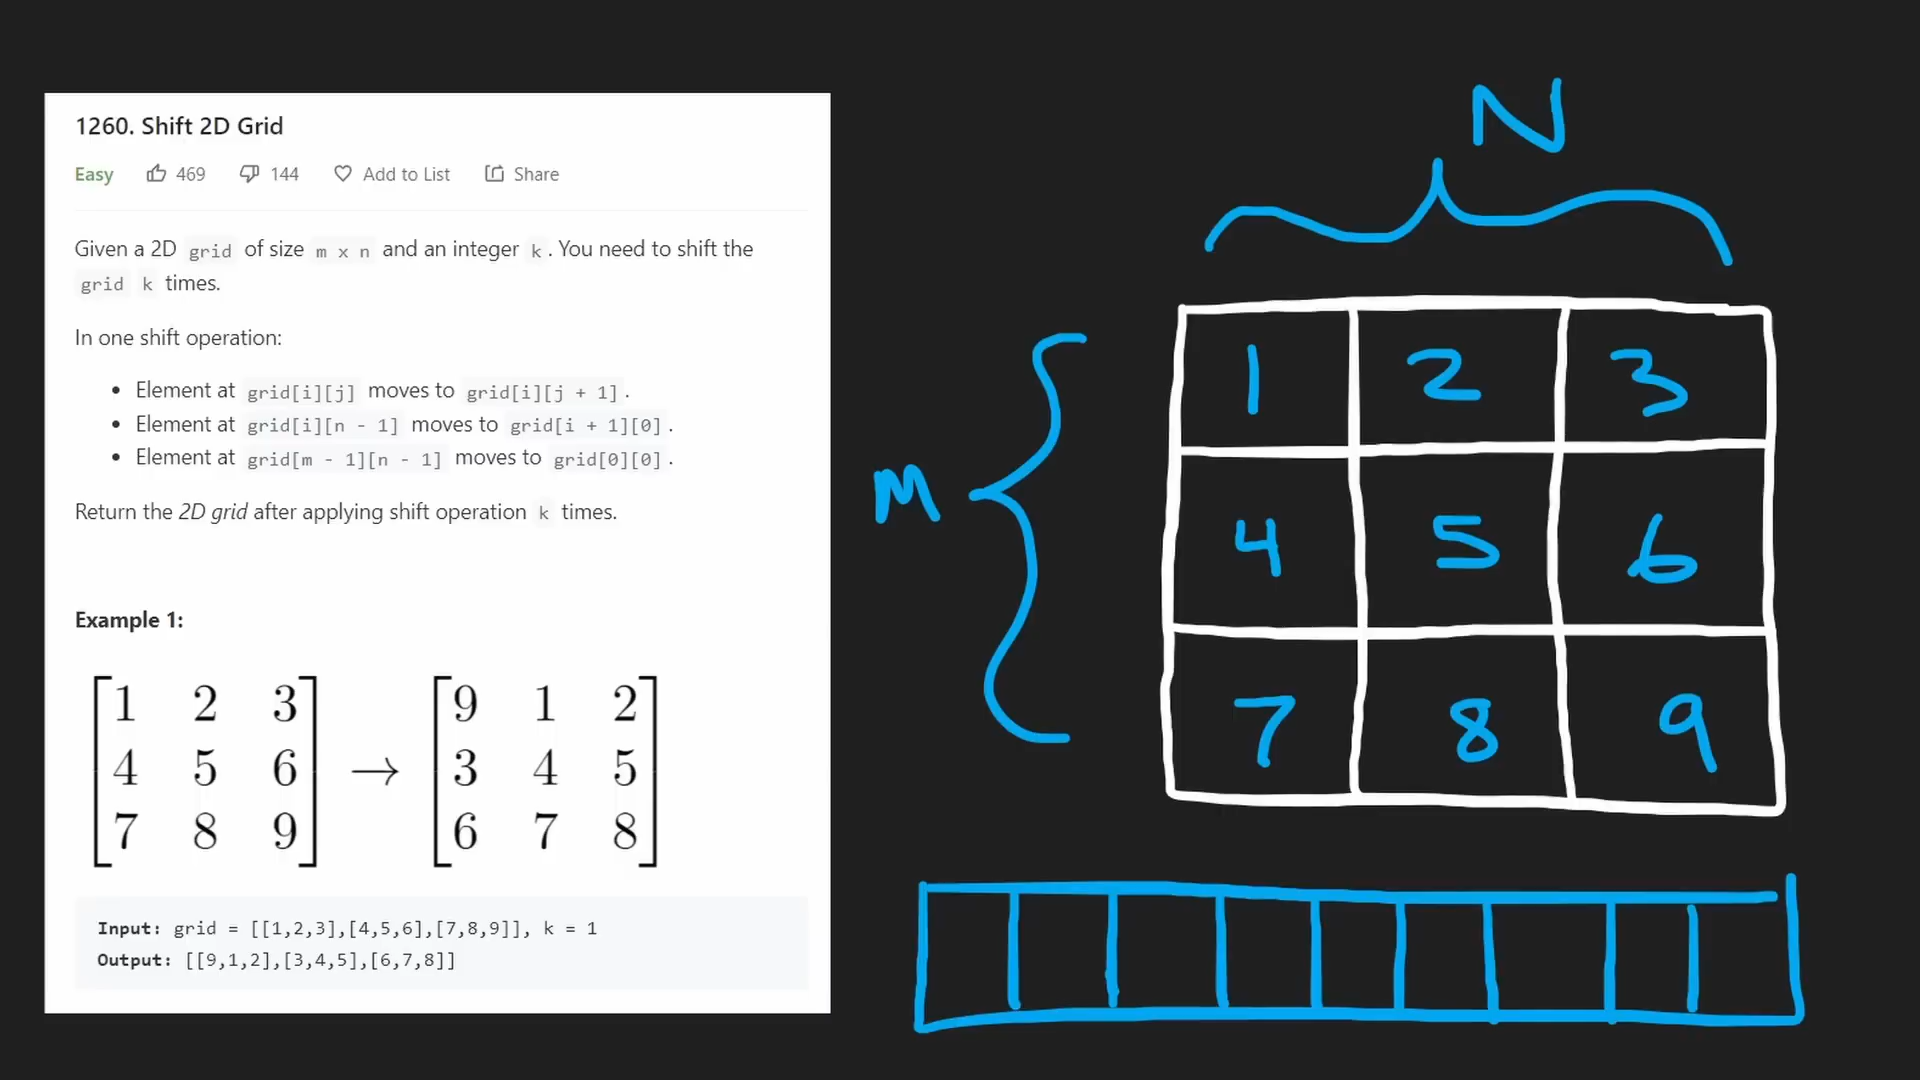 1260. Shift 2D Grid
Easy 469 144 Add to List Share
Given a 2D grid of size m x n and an integer k. You need to shift the
grid k times.
In one shift operation:
• Element at grid[i][j] moves to grid[i][j + 1].
• Element at grid[i][n - 1] moves to grid[i + 1][0].
• Element at grid[m - 1][n - 1] moves to grid[0][0].
Return the 2D grid after applying shift operation k times.
Example 1:
1 2 3 → 9 1 2
4 5 6 3 4 5
7 8 9 6 7 8
Input: grid = [[1,2,3],[4,5,6],[7,8,9]], k = 1
Output: [[9,1,2],[3,4,5],[6,7,8]]
N
M
1 2 3
4 5 6
7 8 9